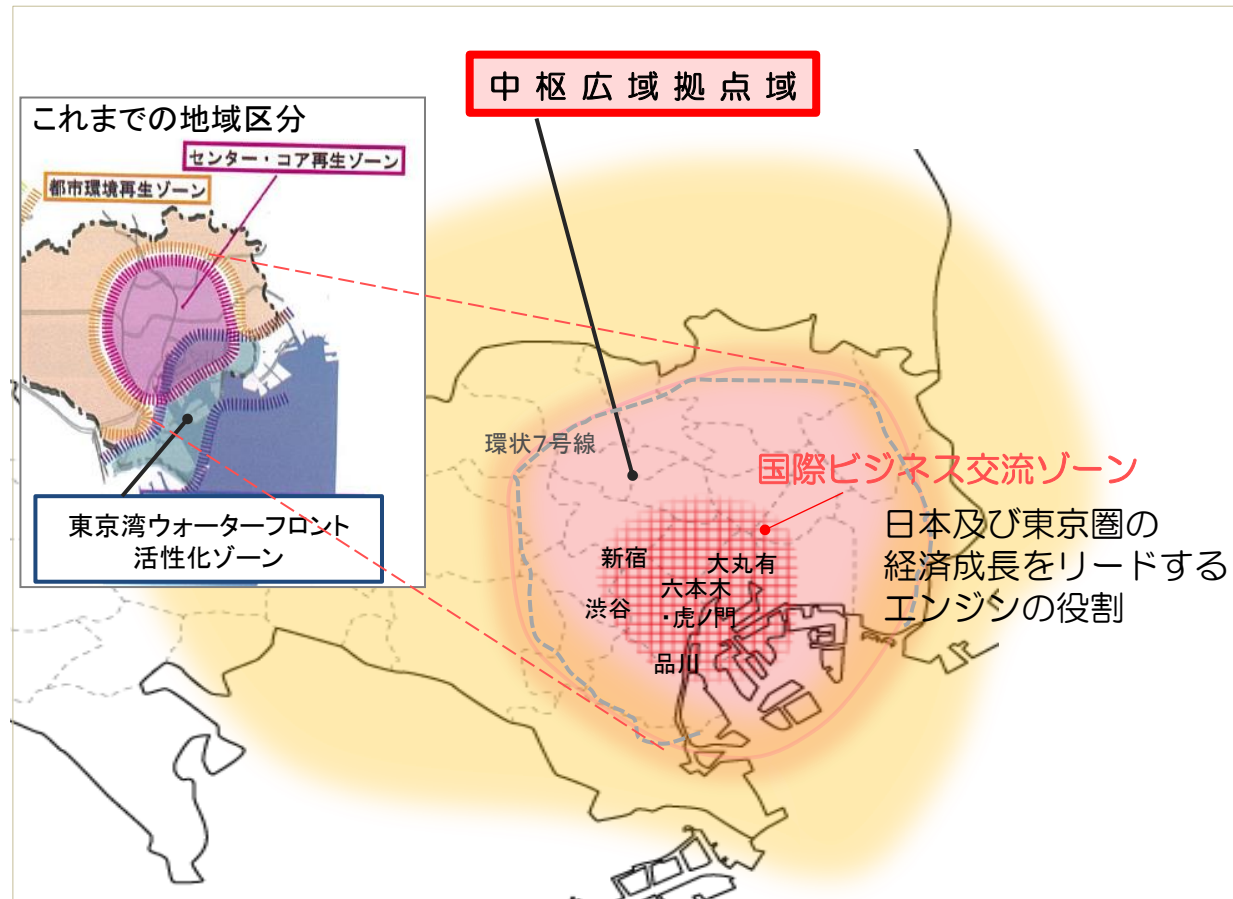 中枢広域拠点域
これまでの地域区分
センター・コア再生ゾーン
都市環境再生ゾーン
東京湾ウォーターフロント
活性化ゾーン
環状7号線
国際ビジネス交流ゾーン
日本及び東京圏の
経済成長をリードする
エンジンの役割
新宿
大丸有
六本木
・虎ノ門
渋谷
品川